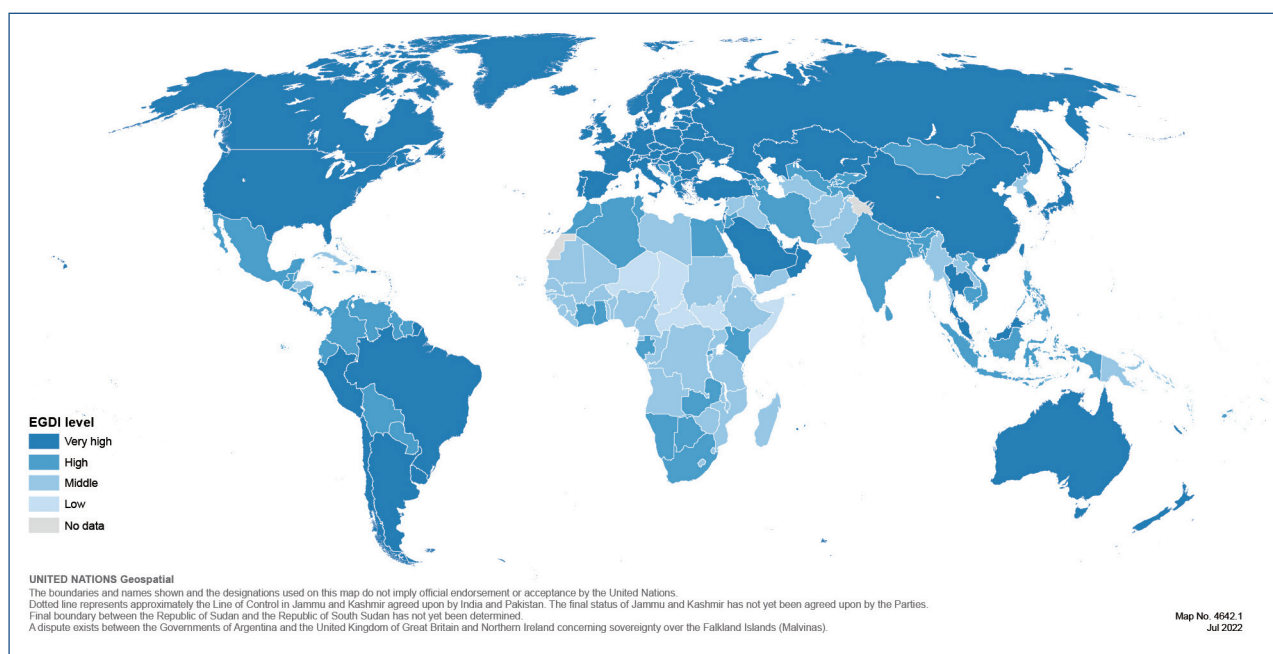 EGDI level
Very high
High
Middle
Low
No data
UNITED NATIONS Geospatial
The boundaries and names shown and the designations used on this map do not imply official endorsement or acceptance by the United Nations.
Dotted line represents approximately the Line of Control in Jammu and Kashmir agreed upon by India and Pakistan. The final status of Jammu and Kashmir has not yet been agreed upon by the Parties.
Final boundary between the Republic of Sudan and the Republic of South Sudan has not yet been determined.
A dispute exists between the Governments of Argentina and the United Kingdom of Great Britain and Northern Ireland concerning sovereignty over the Falkland Islands (Malvinas).
Map No. 4642.1
Jul 2022